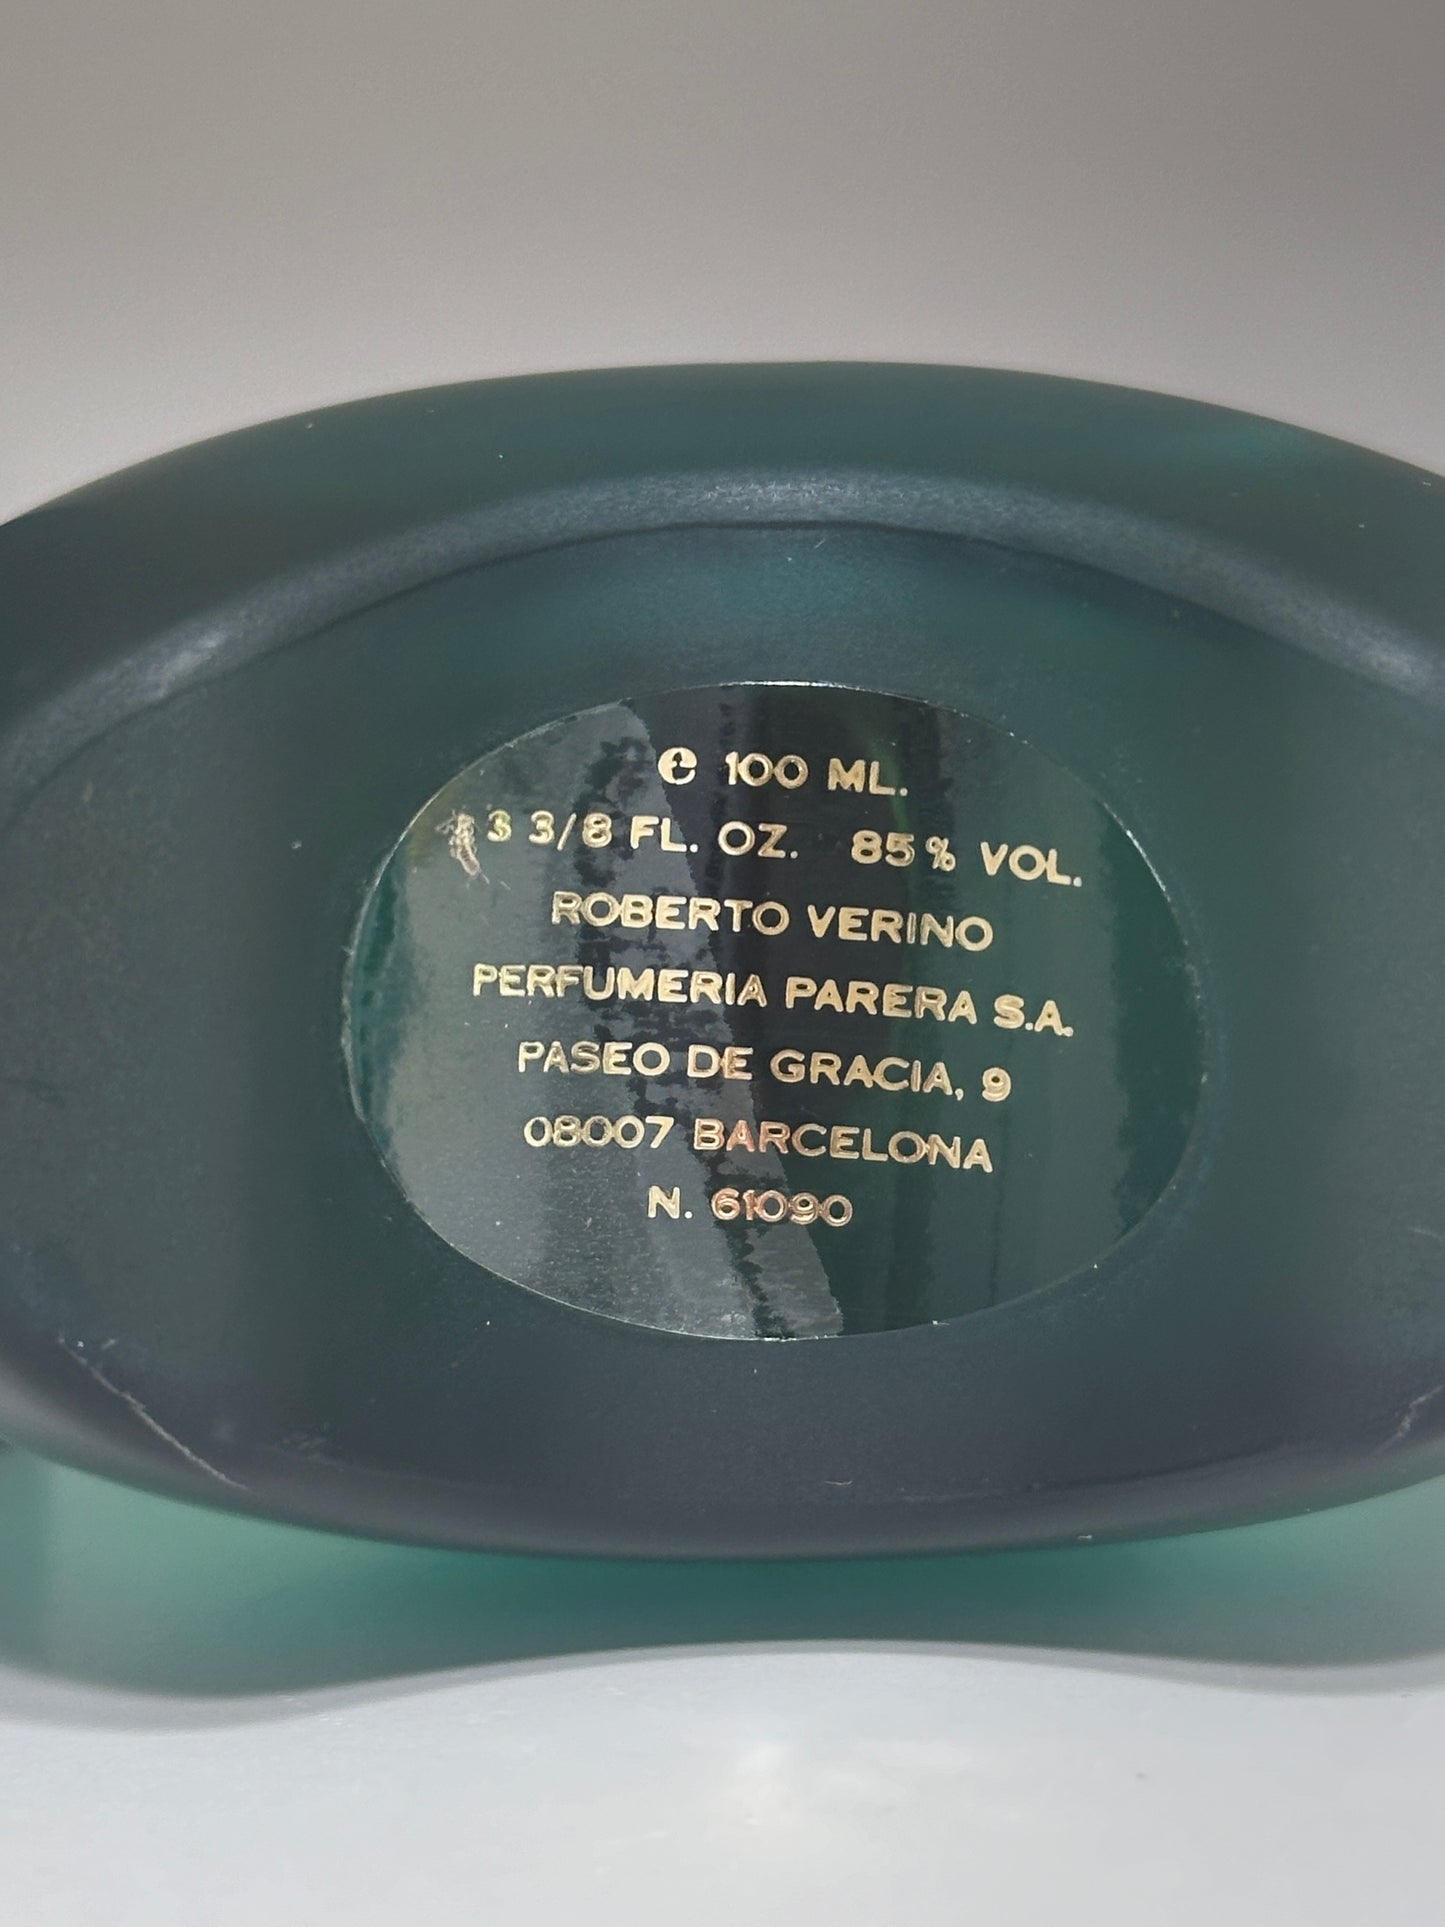 ℮ 100 ML.
3 3/8 FL. OZ. 85% VOL.
ROBERTO VERINO
PERFUMERIA PARERA S.A.
PASEO DE GRACIA, 9
08007 BARCELONA
N. 61090